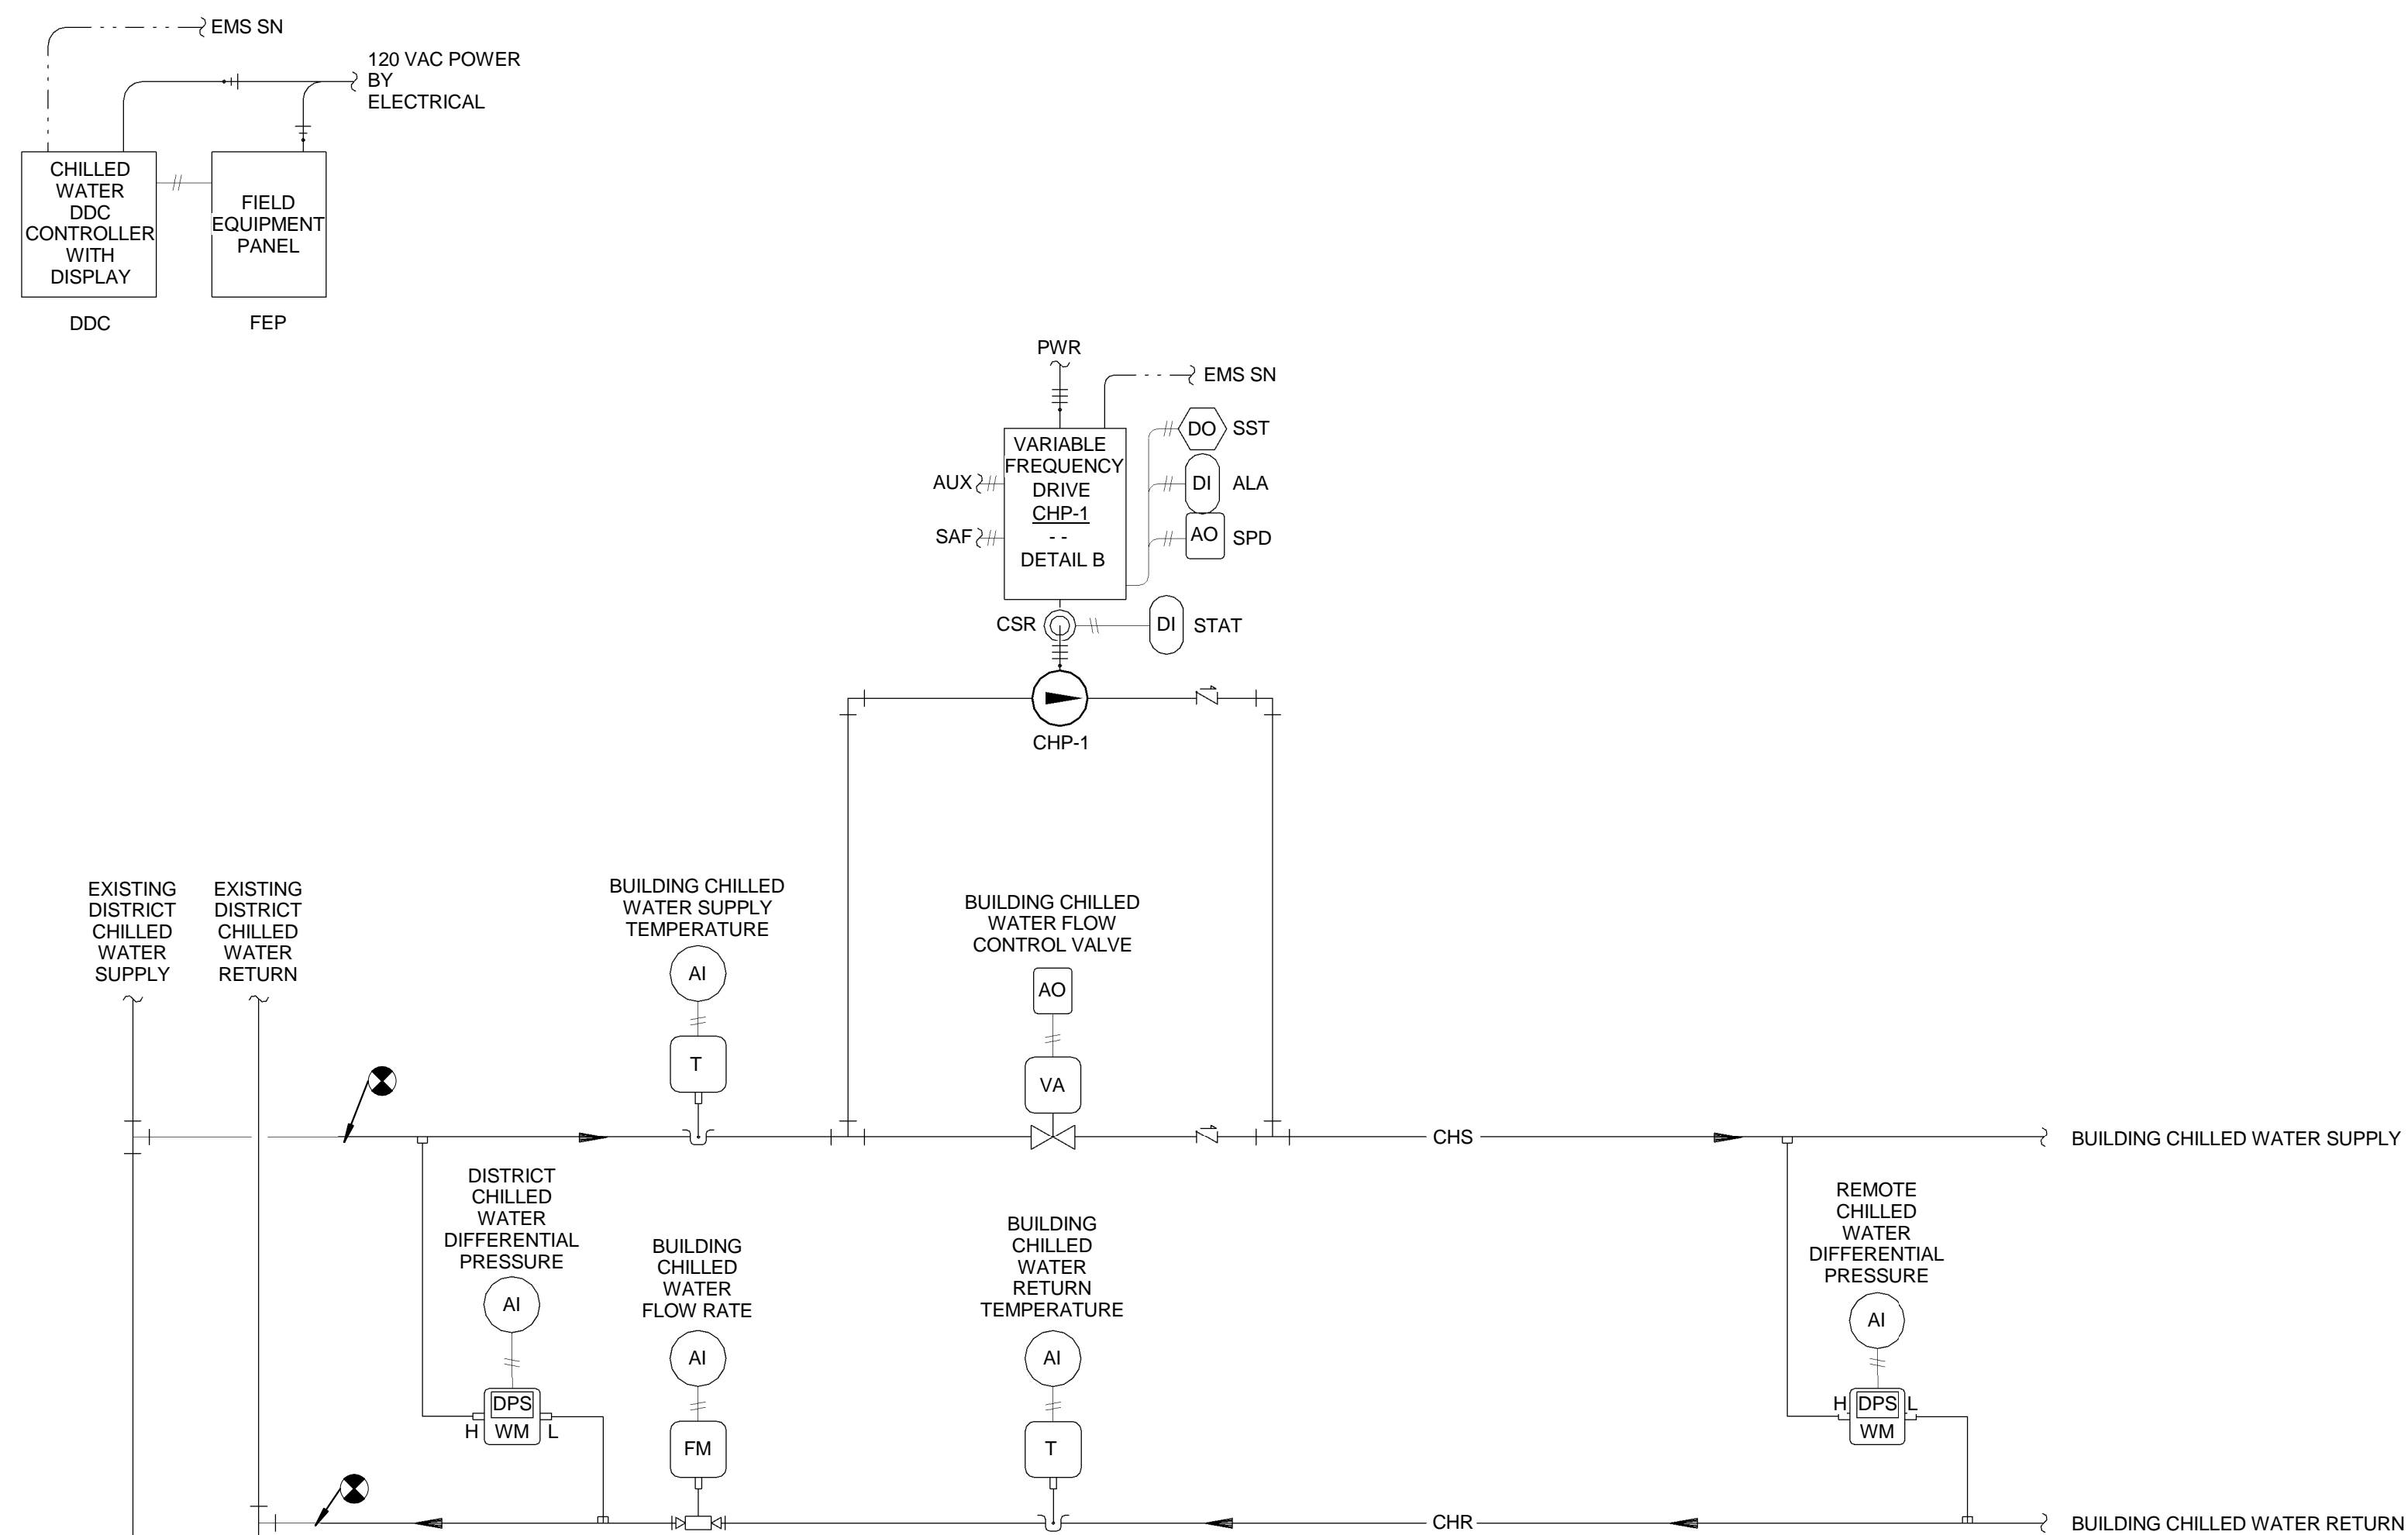 EMS SN
120 VAC POWER
BY
ELECTRICAL
CHILLED
WATER
DDC
CONTROLLER
WITH
DISPLAY
DDC
FIELD
EQUIPMENT
PANEL
FEP
PWR
EMS SN
VARIABLE
FREQUENCY
DRIVE
CHP-1
- -
DETAIL B
AUX
SAF
DO SST
DI ALA
AO SPD
CSR
DI STAT
CHP-1
EXISTING
DISTRICT
CHILLED
WATER
SUPPLY
EXISTING
DISTRICT
CHILLED
WATER
RETURN
BUILDING CHILLED
WATER SUPPLY
TEMPERATURE
AI
T
BUILDING CHILLED
WATER FLOW
CONTROL VALVE
AO
VA
CHS
BUILDING CHILLED WATER SUPPLY
DISTRICT
CHILLED
WATER
DIFFERENTIAL
PRESSURE
AI
DPS
H WM L
BUILDING
CHILLED
WATER
FLOW RATE
AI
FM
BUILDING
CHILLED
WATER
RETURN
TEMPERATURE
AI
T
REMOTE
CHILLED
WATER
DIFFERENTIAL
PRESSURE
AI
H DPS L
WM
CHR
BUILDING CHILLED WATER RETURN